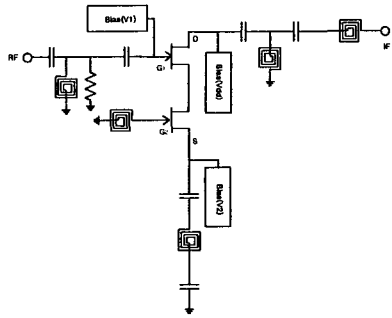 Bias(V1)
D
RF
IF
G1
Bias(Vdd)
G2
S
Bias(V2)